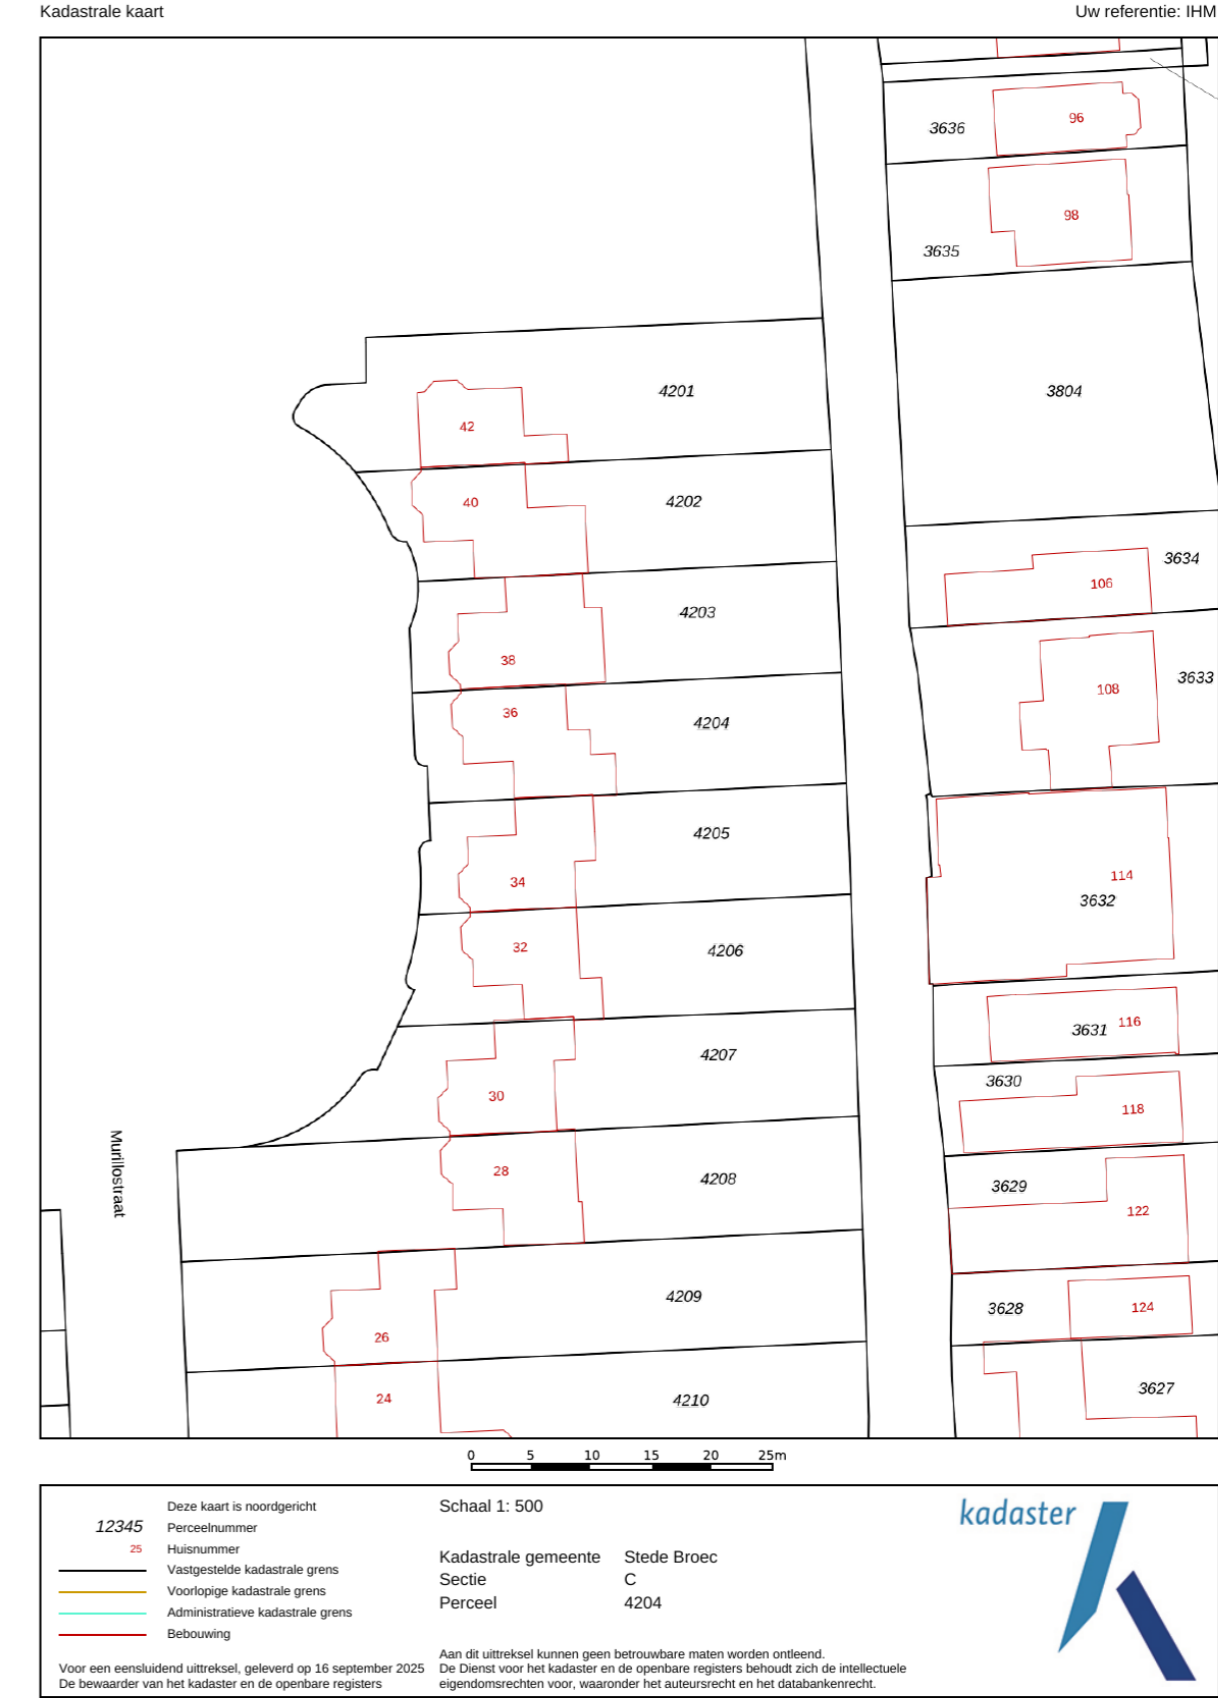 Kadastrale kaart
Uw referentie: IHM
96
3636
98
3635
4201
3804
42
40
4202
3634
106
4203
38
3633
108
36
4204
4205
34
114
3632
32
4206
116
3631
4207
3630
30
118
Murillostraat
28
4208
3629
122
4209
26
3628
124
24
4210
3627
0 5 10 15 20 25m
Deze kaart is noordgericht
12345 Perceelnummer
25 Huisnummer
Vastgestelde kadastrale grens
Voorlopige kadastrale grens
Administratieve kadastrale grens
Bebouwing
Voor een eensluidend uittreksel, geleverd op 16 september 2025
De bewaarder van het kadaster en de openbare registers
Schaal 1: 500
Kadastrale gemeente Stede Broec
Sectie C
Perceel 4204
Aan dit uittreksel kunnen geen betrouwbare maten worden ontleend.
De Dienst voor het kadaster en de openbare registers behoudt zich de intellectuele
eigendomsrechten voor, waaronder het auteursrecht en het databankenrecht.
kadaster